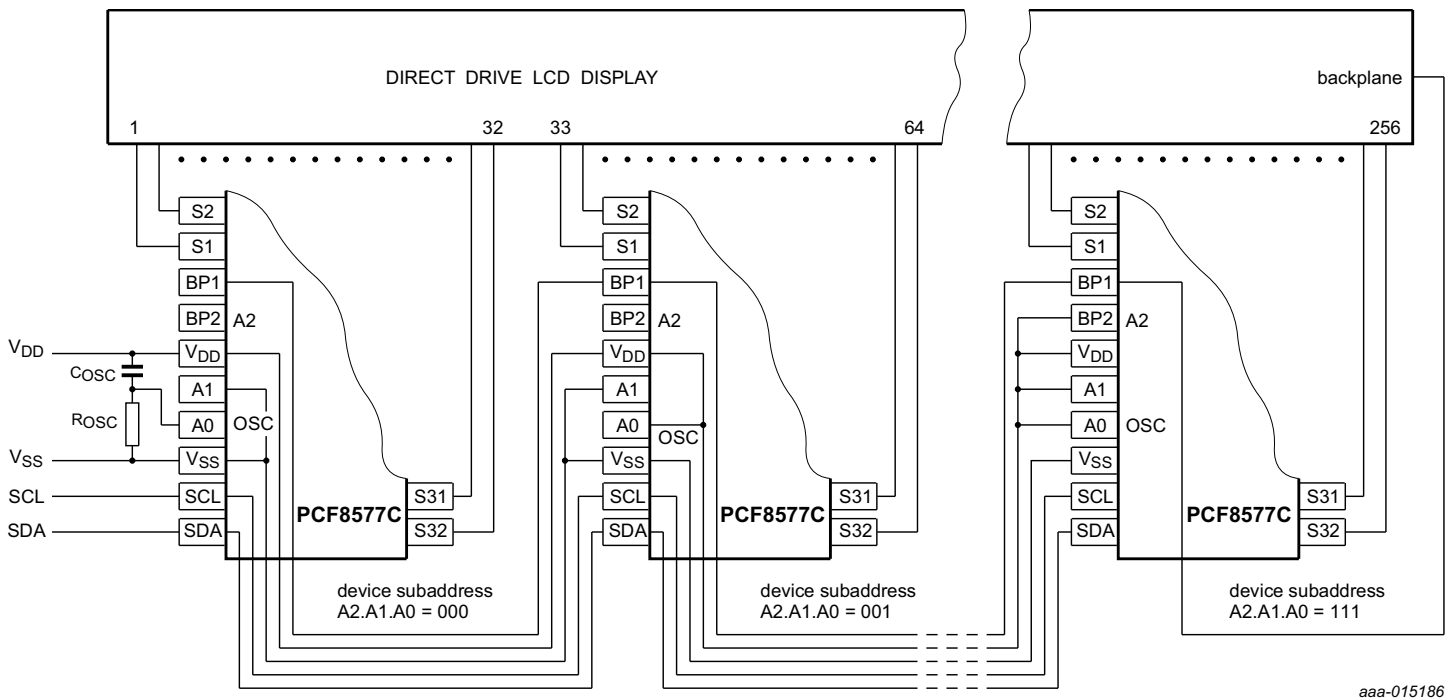 DIRECT DRIVE LCD DISPLAY
backplane
1 32 33 64 256
S2 S2 S2
S1 S1 S1
BP1 BP1 BP1
BP2 A2 BP2 A2 BP2 A2
VDD VDD VDD VDD
COSC
A1 A1 A1
ROSC A0 OSC A0 OSC A0 OSC
VSS VSS VSS VSS
SCL SCL S31 SCL S31 SCL S31
PCF8577C PCF8577C PCF8577C
SDA SDA S32 SDA S32 SDA S32
device subaddress device subaddress device subaddress
A2.A1.A0 = 000 A2.A1.A0 = 001 A2.A1.A0 = 111
aaa-015186